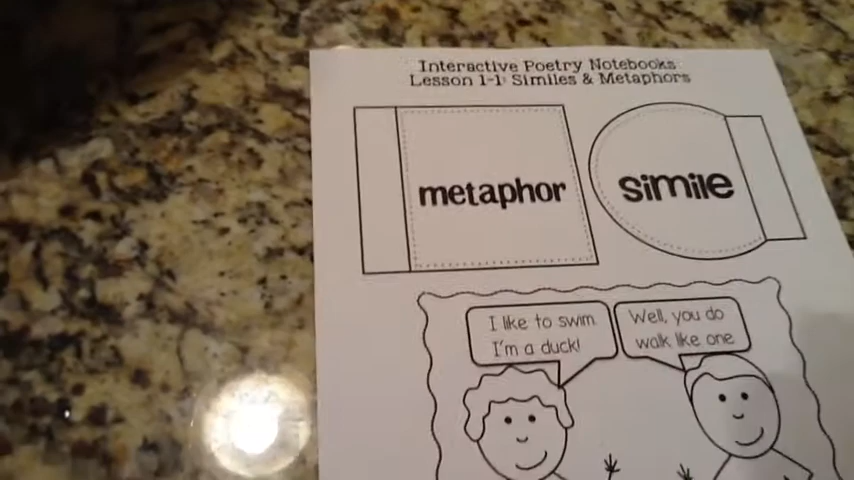 Interactive Poetry Notebooks
Lesson 1-1: Similes & Metaphors
metaphor
simile
I like to swim
I'm a duck!
Well, you do
walk like one